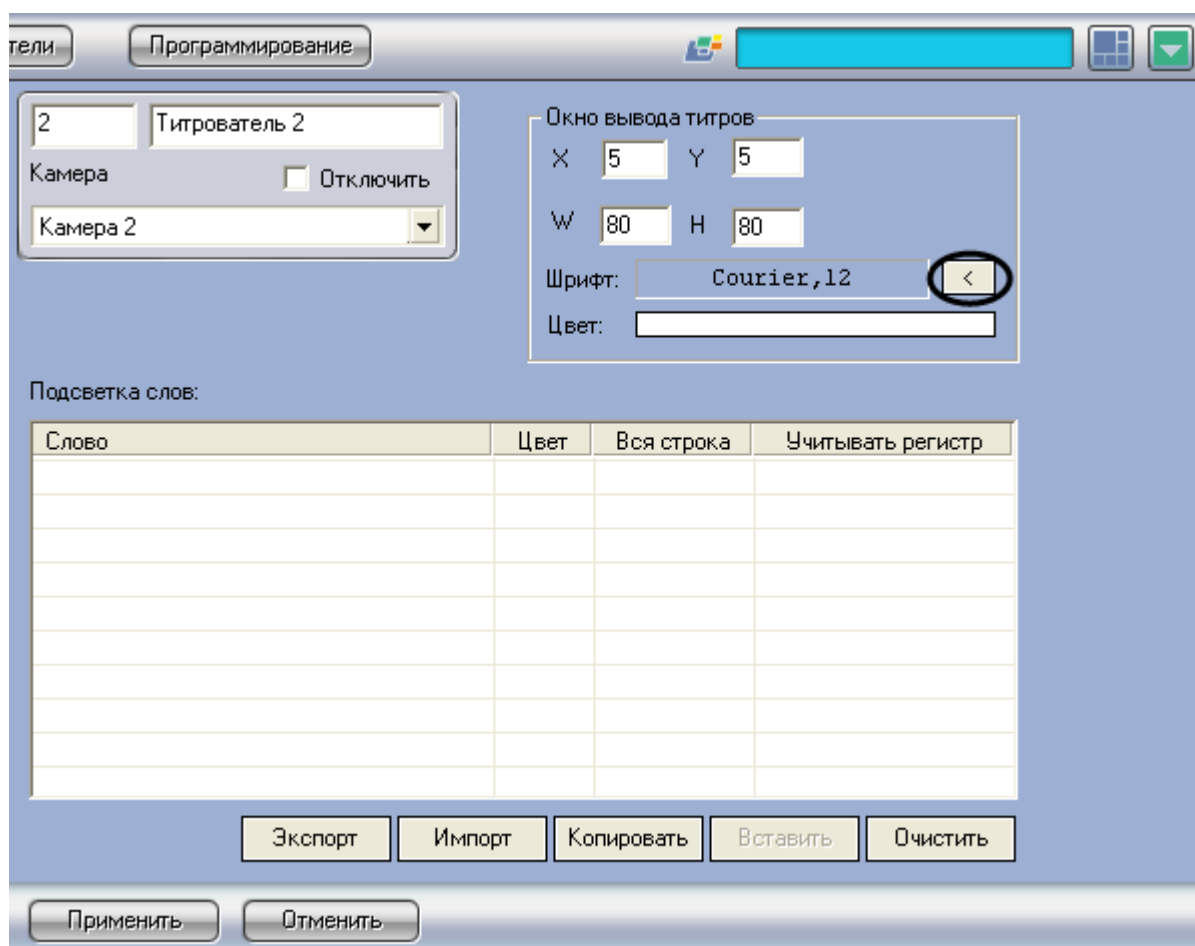 тели Программирование
2 Титрователь 2
Камера Отключить
Камера 2
Окно вывода титров
X 5 Y 5
W 80 H 80
Шрифт: Courier,12 <
Цвет:
Подсветка слов:
Слово Цвет Вся строка Учитывать регистр
Экспорт Импорт Копировать Вставить Очистить
Применить Отменить